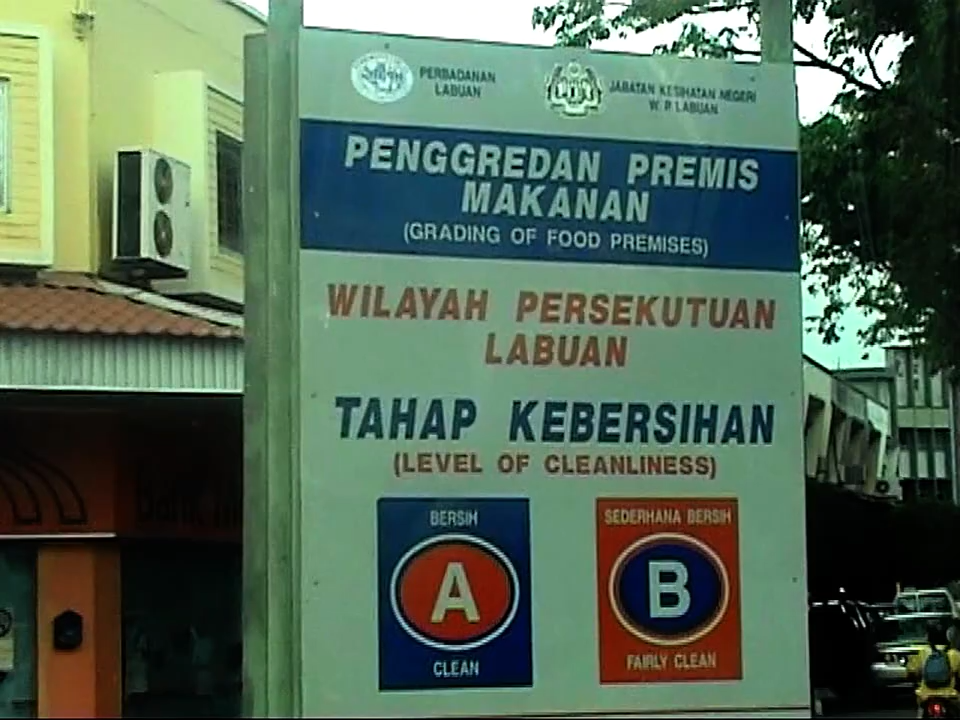 PERBADANAN
LABUAN
JABATAN KESIHATAN NEGERI
W. P. LABUAN
PENGGREDAN PREMIS
MAKANAN
(GRADING OF FOOD PREMISES)
WILAYAH PERSEKUTUAN
LABUAN
TAHAP KEBERSIHAN
(LEVEL OF CLEANLINESS)
BERSIH
A
CLEAN
SEDERHANA BERSIH
B
FAIRLY CLEAN